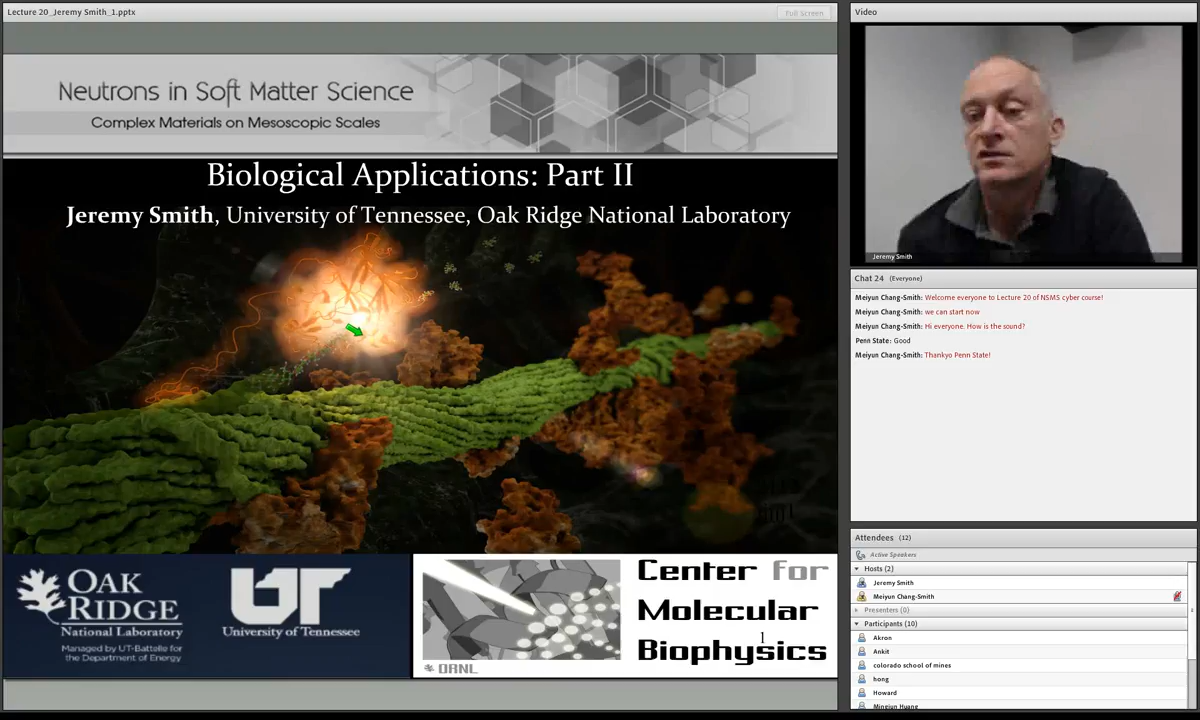 Lecture 20_Jeremy Smith_1.pptx
Full Screen
Neutrons in Soft Matter Science
Complex Materials on Mesoscopic Scales
Biological Applications: Part II
Jeremy Smith, University of Tennessee, Oak Ridge National Laboratory
OAK
RIDGE
National Laboratory
Managed by UT-Battelle for
the Department of Energy
UT
University of Tennessee
ORNL
Center for
Molecular
1
Biophysics
Video
Jeremy Smith
Chat 24 (Everyone)
Meiyun Chang-Smith: Welcome everyone to Lecture 20 of NSMS cyber course!
Meiyun Chang-Smith: we can start now
Meiyun Chang-Smith: Hi everyone. How is the sound?
Penn State: Good
Meiyun Chang-Smith: Thankyo Penn State!
Attendees (12)
Active Speakers
Hosts (2)
Jeremy Smith
Meiyun Chang-Smith
Presenters (0)
Participants (10)
Akron
Ankit
colorado school of mines
hong
Howard
Mingjun Huang